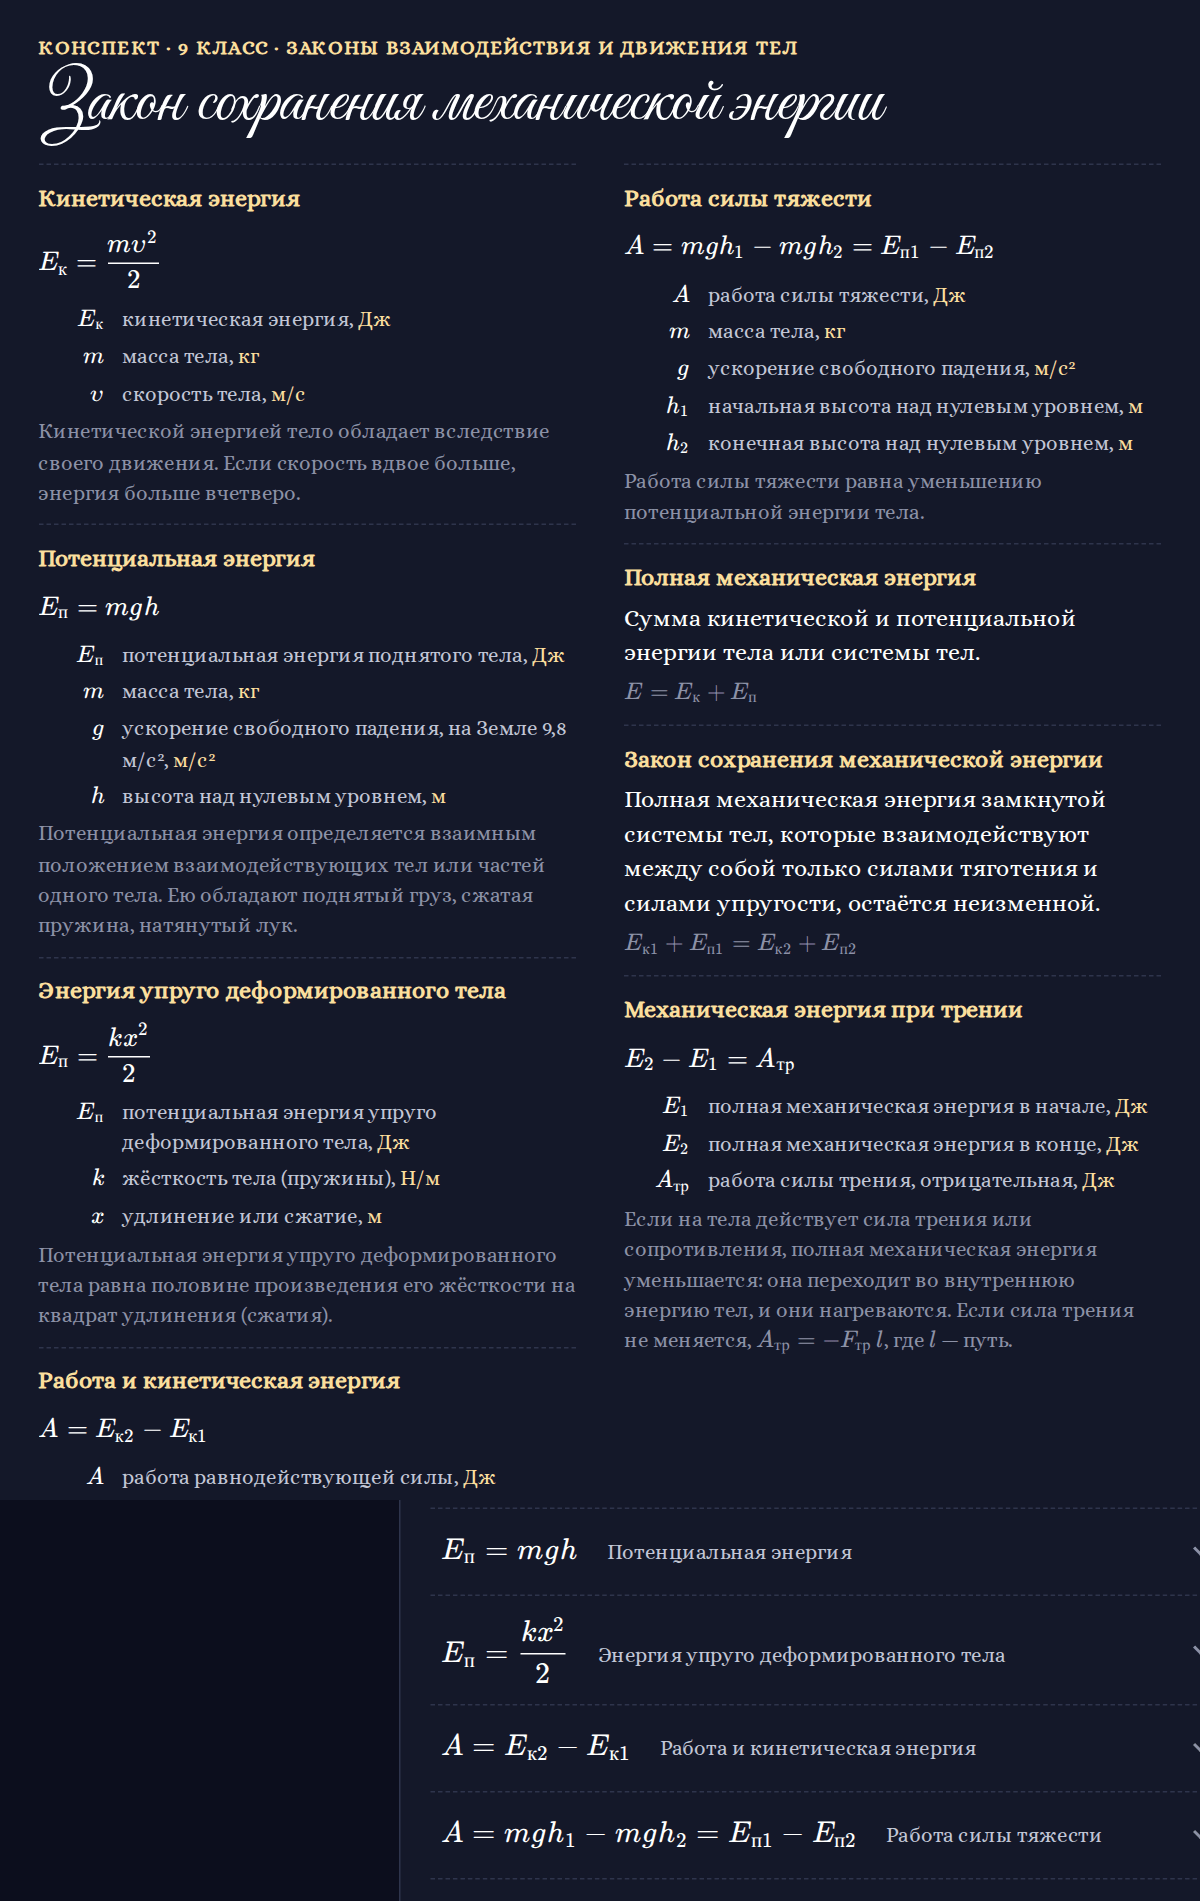 КОНСПЕКТ · 9 КЛАСС · ЗАКОНЫ ВЗАИМОДЕЙСТВИЯ И ДВИЖЕНИЯ ТЕЛ
Закон сохранения механической энергии
Кинетическая энергия
Eк = mυ²/2
Eк кинетическая энергия, Дж
m масса тела, кг
υ скорость тела, м/с
Кинетической энергией тело обладает вследствие
своего движения. Если скорость вдвое больше,
энергия больше вчетверо.
Потенциальная энергия
Eп = mgh
Eп потенциальная энергия поднятого тела, Дж
m масса тела, кг
g ускорение свободного падения, на Земле 9,8
м/с², м/с²
h высота над нулевым уровнем, м
Потенциальная энергия определяется взаимным
положением взаимодействующих тел или частей
одного тела. Ею обладают поднятый груз, сжатая
пружина, натянутый лук.
Энергия упруго деформированного тела
Eп = kx²/2
Eп потенциальная энергия упруго
деформированного тела, Дж
k жёсткость тела (пружины), Н/м
x удлинение или сжатие, м
Потенциальная энергия упруго деформированного
тела равна половине произведения его жёсткости на
квадрат удлинения (сжатия).
Работа и кинетическая энергия
A = Eк2 − Eк1
A работа равнодействующей силы, Дж
Работа силы тяжести
A = mgh₁ − mgh₂ = Eп1 − Eп2
A работа силы тяжести, Дж
m масса тела, кг
g ускорение свободного падения, м/с²
h₁ начальная высота над нулевым уровнем, м
h₂ конечная высота над нулевым уровнем, м
Работа силы тяжести равна уменьшению
потенциальной энергии тела.
Полная механическая энергия
Сумма кинетической и потенциальной
энергии тела или системы тел.
E = Eк + Eп
Закон сохранения механической энергии
Полная механическая энергия замкнутой
системы тел, которые взаимодействуют
между собой только силами тяготения и
силами упругости, остаётся неизменной.
Eк1 + Eп1 = Eк2 + Eп2
Механическая энергия при трении
E₂ − E₁ = Aтр
E₁ полная механическая энергия в начале, Дж
E₂ полная механическая энергия в конце, Дж
Aтр работа силы трения, отрицательная, Дж
Если на тела действует сила трения или
сопротивления, полная механическая энергия
уменьшается: она переходит во внутреннюю
энергию тел, и они нагреваются. Если сила трения
не меняется, Aтр = −Fтр l, где l — путь.
Eп = mgh Потенциальная энергия
Eп = kx²/2 Энергия упруго деформированного тела
A = Eк2 − Eк1 Работа и кинетическая энергия
A = mgh₁ − mgh₂ = Eп1 − Eп2 Работа силы тяжести